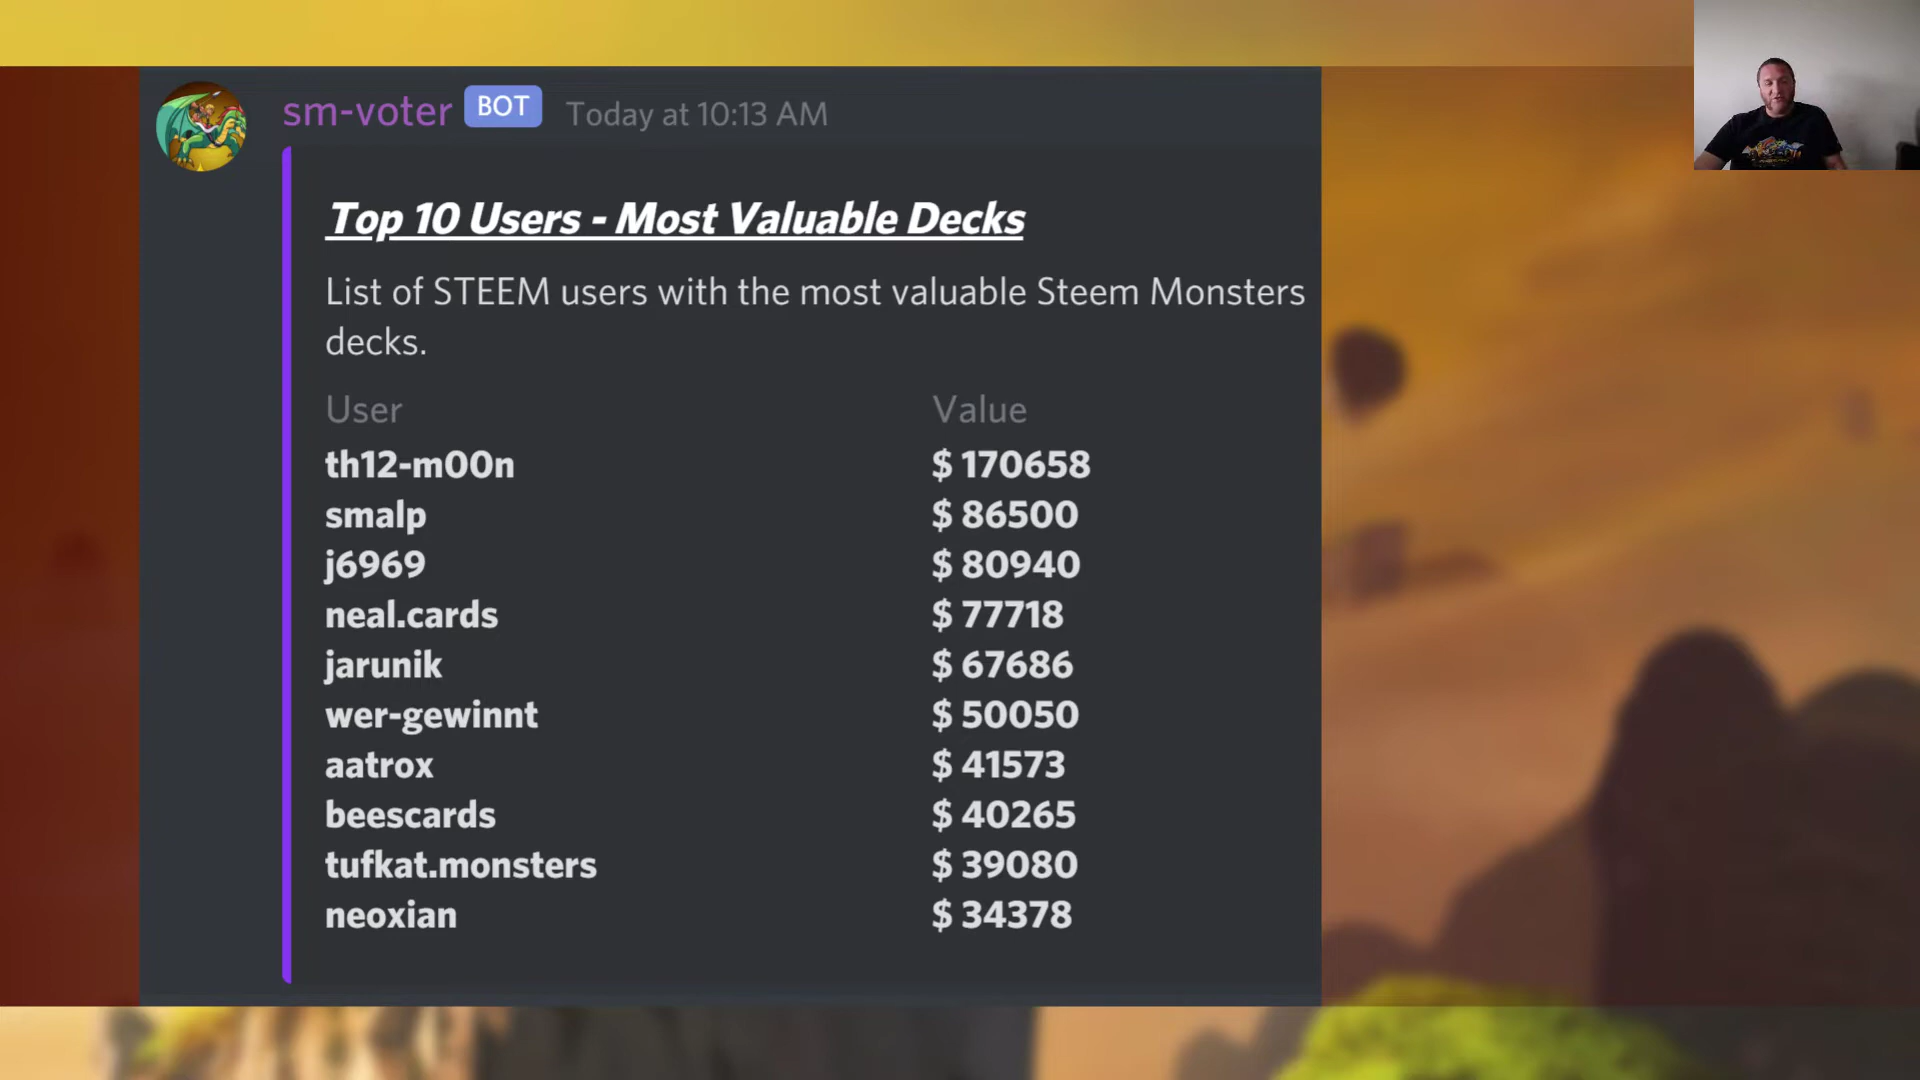 sm-voter BOT Today at 10:13 AM
Top 10 Users - Most Valuable Decks
List of STEEM users with the most valuable Steem Monsters
decks.
User Value
th12-m00n $ 170658
smalp $ 86500
j6969 $ 80940
neal.cards $ 77718
jarunik $ 67686
wer-gewinnt $ 50050
aatrox $ 41573
beescards $ 40265
tufkat.monsters $ 39080
neoxian $ 34378